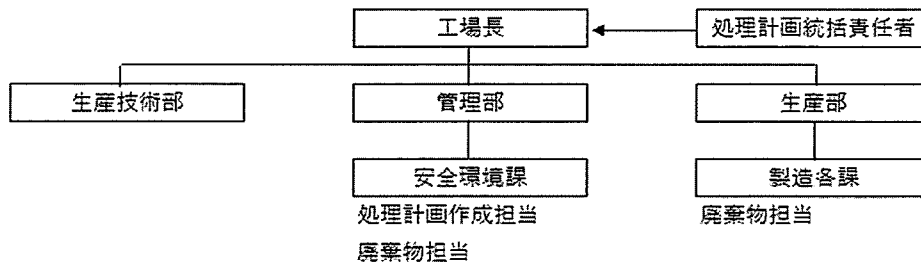 工場長
処理計画統括責任者
生産技術部
管理部
生産部
安全環境課
製造各課
処理計画作成担当
廃棄物担当
廃棄物担当